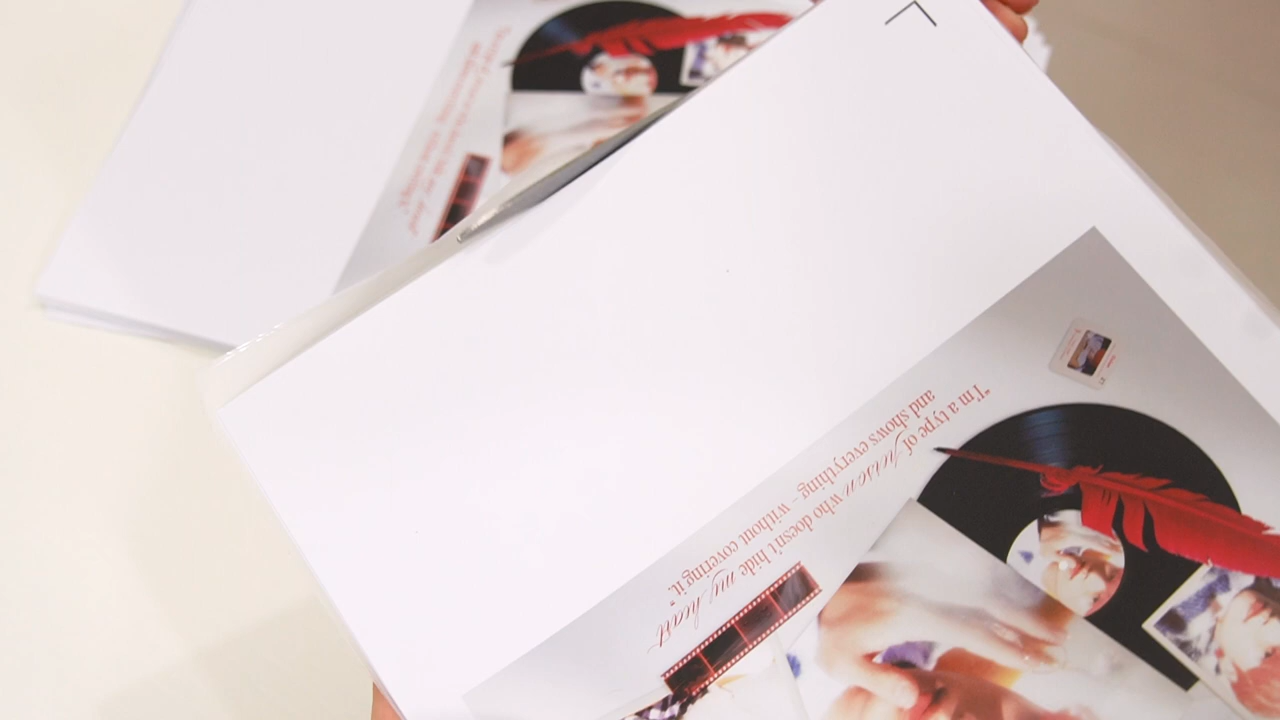 "I'm a type of person who doesn't hide my heart
and shows everything - without covering it."